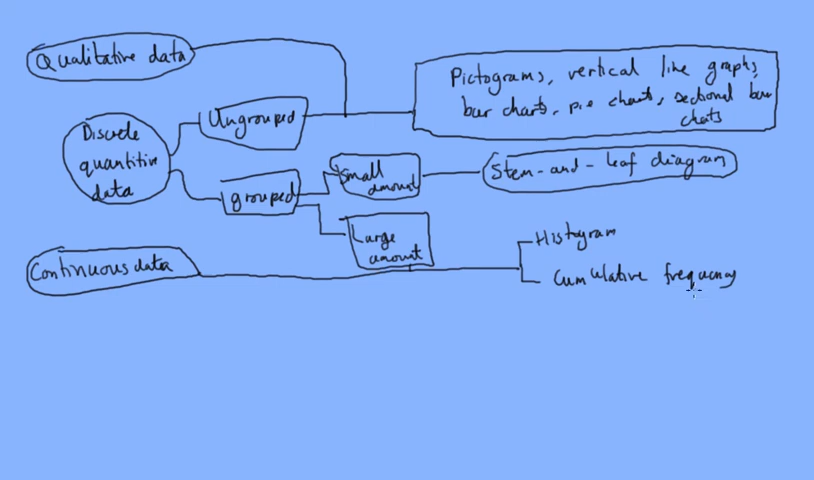 Qualitative data
Pictograms, vertical line graphs,
bar charts, pie charts, sectional bar
chats
Ungrouped
Discrete
quantitive
data
grouped
Small
amount
Stem-and-leaf diagram
Large
amount
Histogram
Continuous data
Cumulative frequency